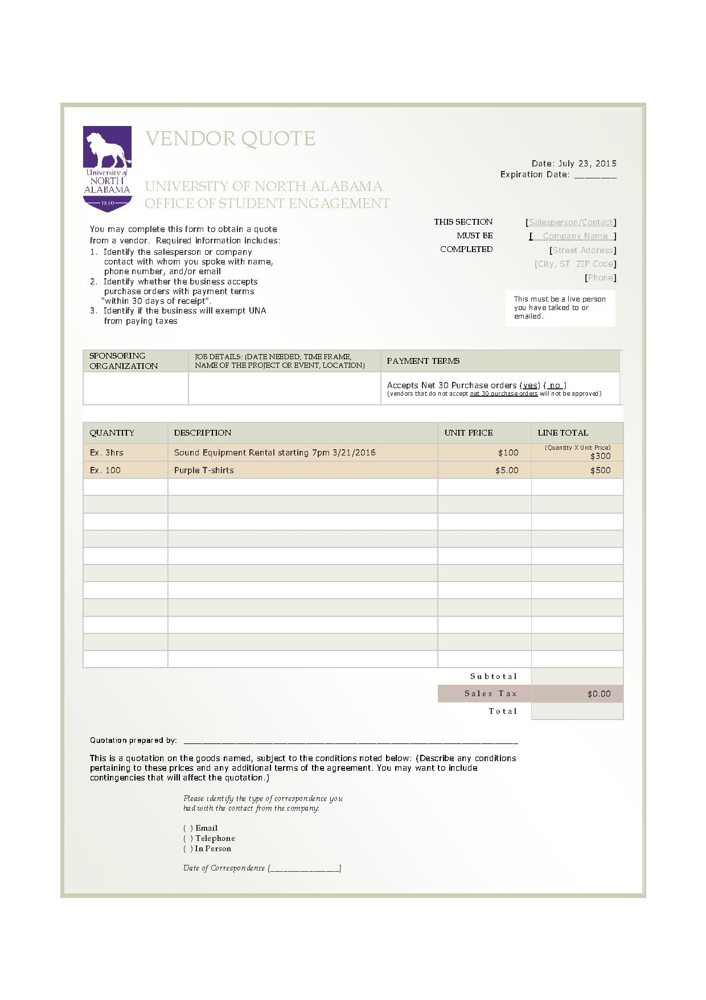 VENDOR QUOTE
Date: July 23, 2015
Expiration Date: ________
University of
NORTH
ALABAMA
1830
UNIVERSITY OF NORTH ALABAMA
OFFICE OF STUDENT ENGAGEMENT
You may complete this form to obtain a quote
from a vendor.  Required information includes:
1.  Identify the salesperson or company
contact with whom you spoke with name,
phone number, and/or email
2.  Identify whether the business accepts
purchase orders with payment terms
“within 30 days of receipt”.
3.  Identify if the business will exempt UNA
from paying taxes
THIS SECTION
MUST BE
COMPLETED
[Salesperson/Contact]
[   Company Name  ]
[Street Address]
[City, ST  ZIP Code]
[Phone]
This must be a live person
you have talked to or
emailed.
SPONSORING
ORGANIZATION
JOB DETAILS: (DATE NEEDED, TIME FRAME,
NAME OF THE PROJECT OR EVENT, LOCATION)
PAYMENT TERMS
Accepts Net 30 Purchase orders (yes) ( no )
(vendors that do not accept net 30 purchase orders will not be approved)
QUANTITY DESCRIPTION UNIT PRICE LINE TOTAL
(Quantity X Unit Price)
Ex. 3hrs Sound Equipment Rental starting 7pm 3/21/2016 $100 $300
Ex. 100 Purple T-shirts $5.00 $500
Subtotal
Sales Tax $0.00
Total
Quotation prepared by: ______________________________________________________________
This is a quotation on the goods named, subject to the conditions noted below: (Describe any conditions
pertaining to these prices and any additional terms of the agreement. You may want to include
contingencies that will affect the quotation.)
Please identify the type of correspondence you
had with the contact from the company:
(  ) Email
(  ) Telephone
(  ) In Person
Date of Correspondence [________________]